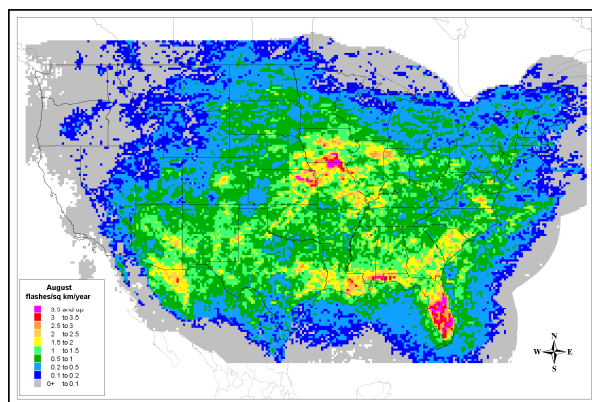 August
flashes/sq km/year
3.5 and up
3 to 3.5
2.5 to 3
2 to 2.5
1.5 to 2
1 to 1.5
0.5 to 1
0.2 to 0.5
0.1 to 0.2
0+ to 0.1
N
W E
S